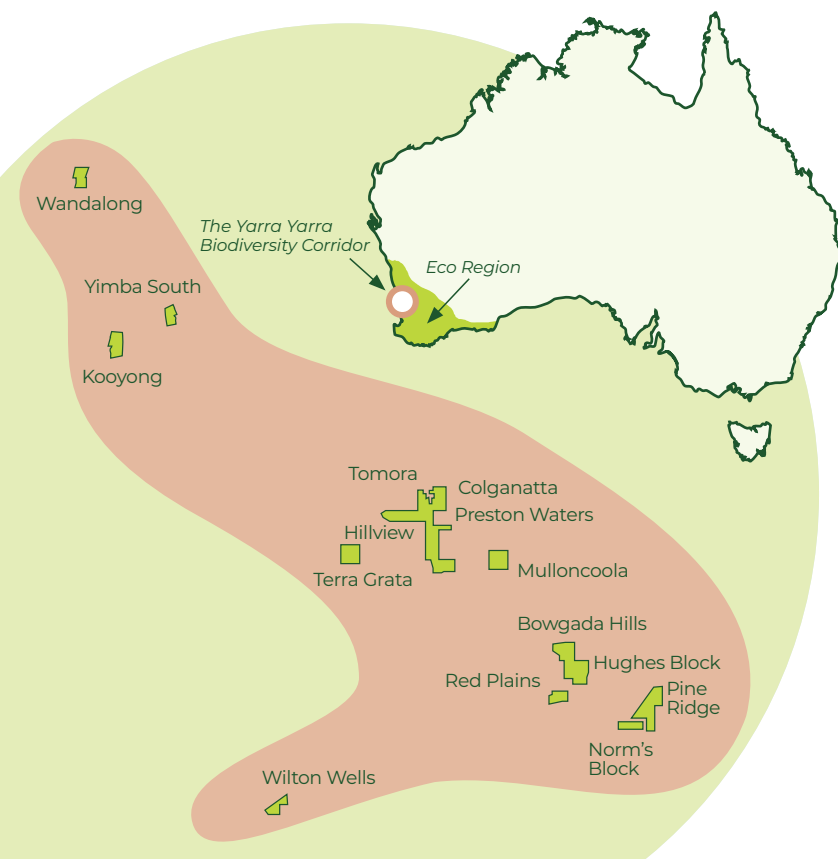 Wandalong
The Yarra Yarra
Biodiversity Corridor
Eco Region
Yimba South
Kooyong
Tomora
Colganatta
Preston Waters
Hillview
Terra Grata
Mulloncoola
Bowgada Hills
Hughes Block
Red Plains
Pine
Ridge
Norm’s
Block
Wilton Wells